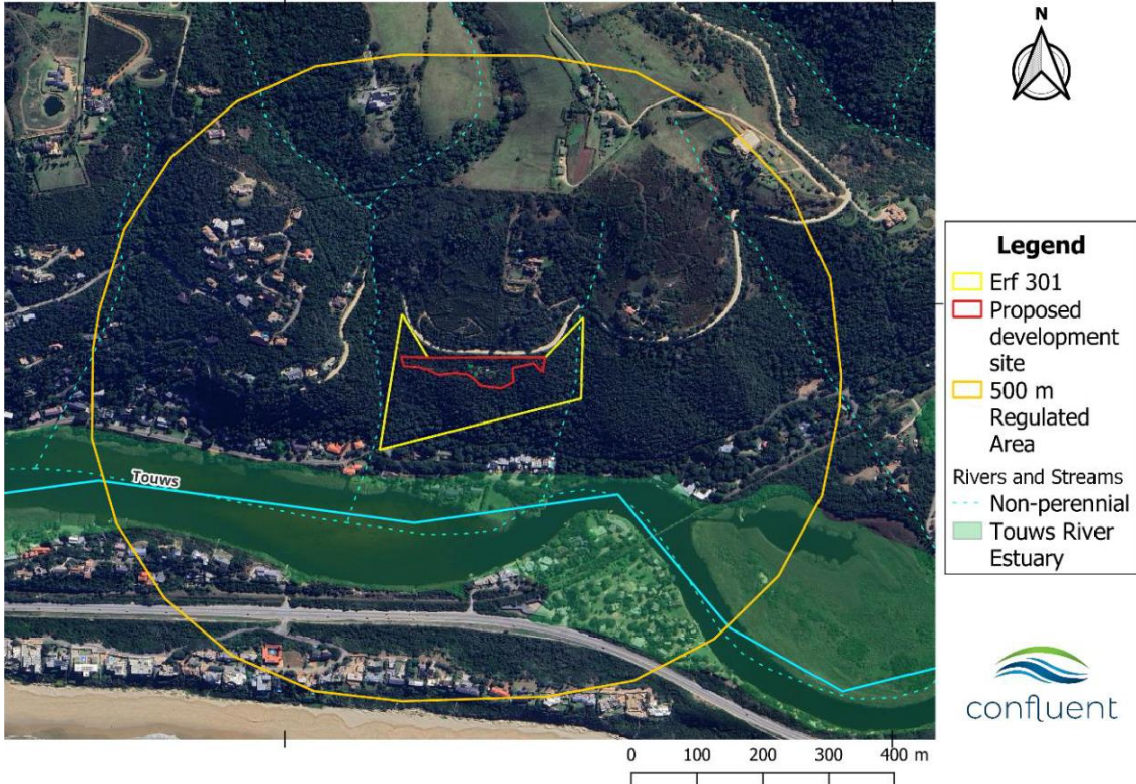 N
Touws
Legend
Erf 301
Proposed
development
site
500 m
Regulated
Area
Rivers and Streams
Non-perennial
Touws River
Estuary
confluent
0 100 200 300 400 m